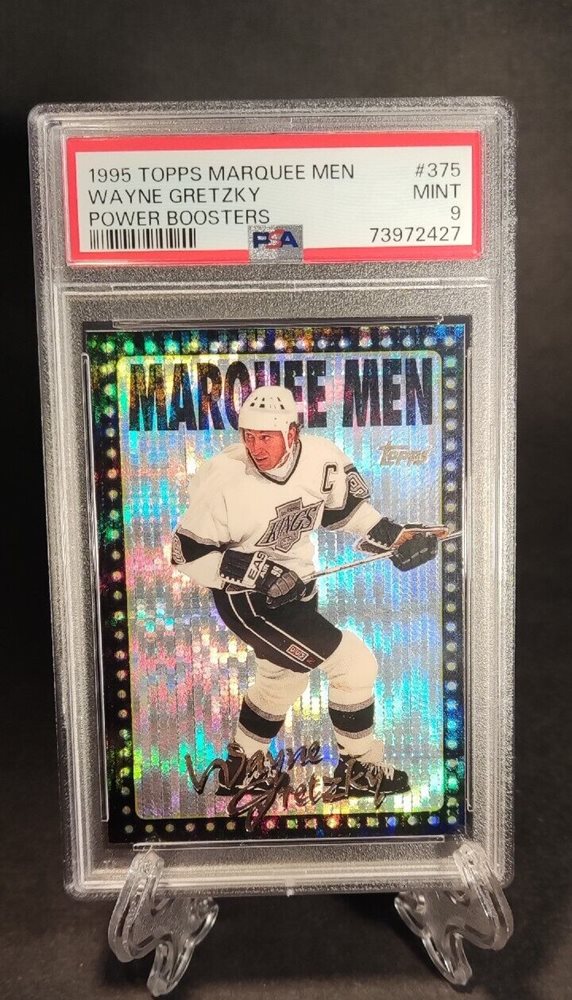 1995 TOPPS MARQUEE MEN #375
WAYNE GRETZKY MINT
POWER BOOSTERS 9
PSA 73972427
MARQUEE MEN
TOPPS
C
KINGS
Wayne
Gretzky